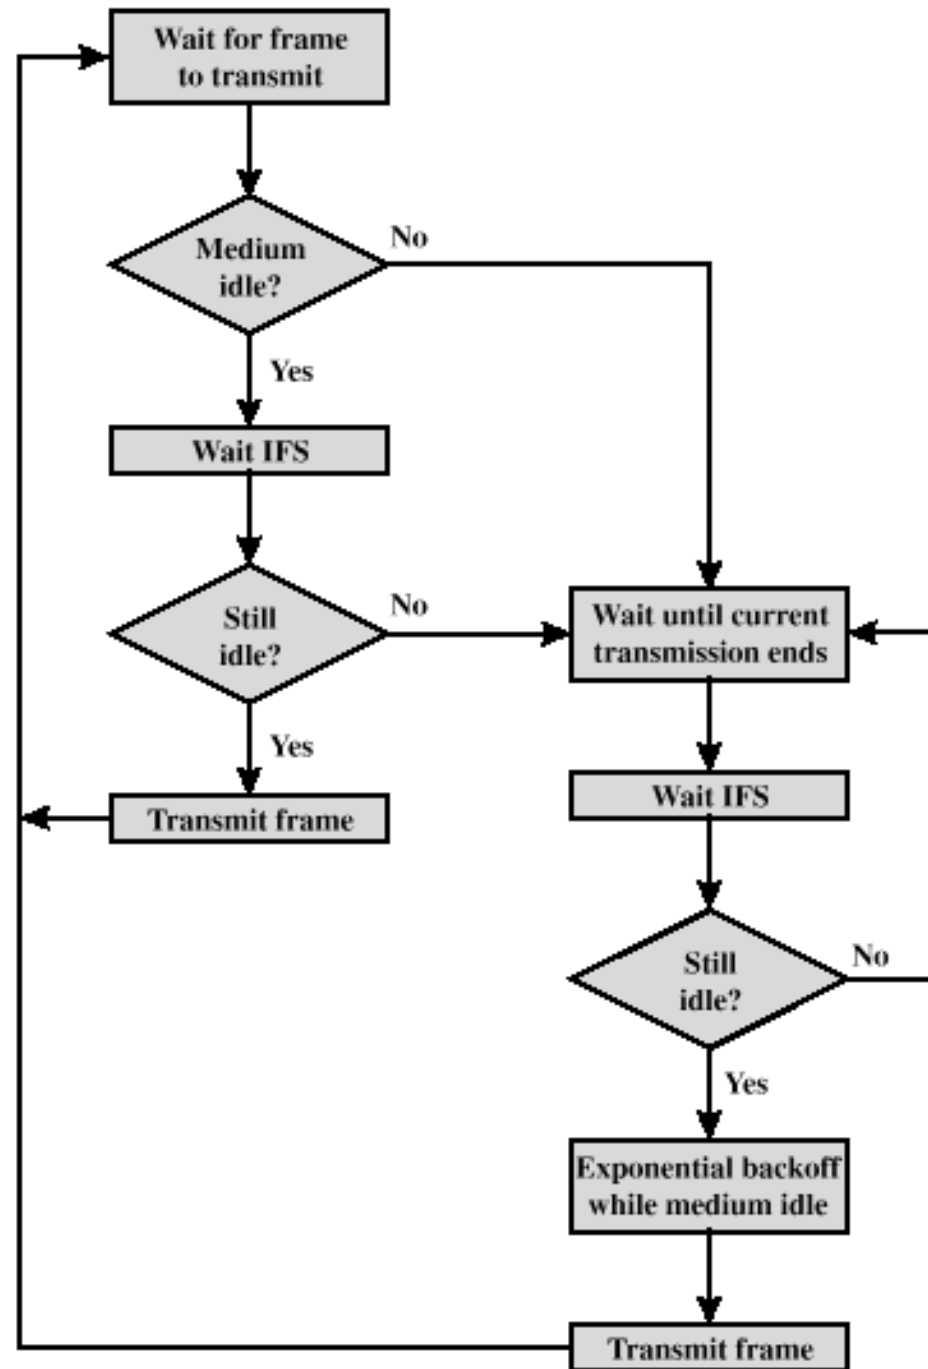 Wait for frame
to transmit
Medium
idle?
No
Yes
Wait IFS
Still
idle?
No
Yes
Transmit frame
Wait until current
transmission ends
Wait IFS
Still
idle?
No
Yes
Exponential backoff
while medium idle
Transmit frame